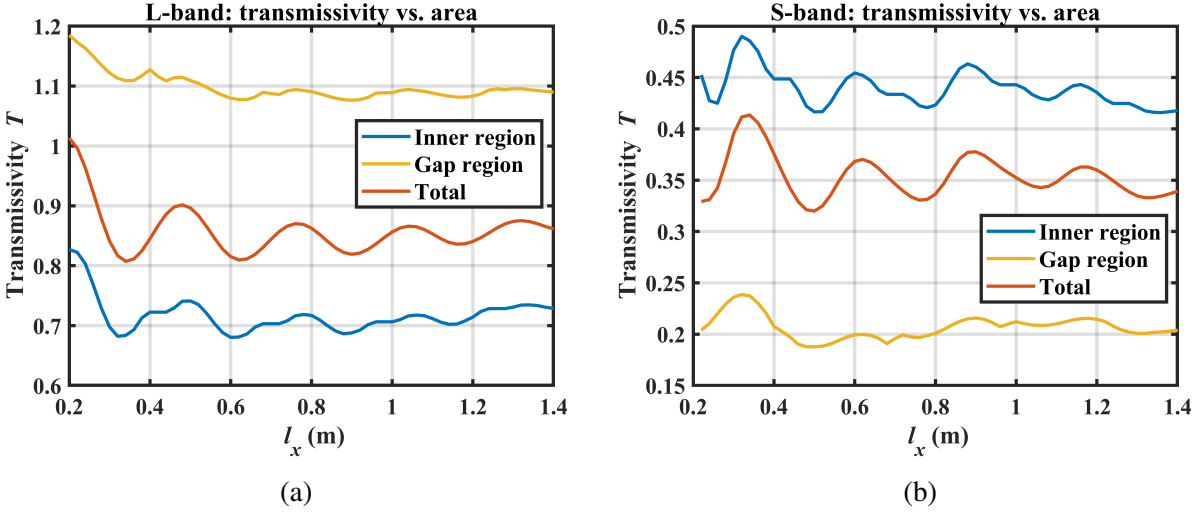 L-band: transmissivity vs. area
1.2
1.1
1
0.9
0.8
0.7
0.6
Transmissivity T
Inner region
Gap region
Total
0.2 0.4 0.6 0.8 1 1.2 1.4
lx (m)
(a)
S-band: transmissivity vs. area
0.5
0.45
0.4
0.35
0.3
0.25
0.2
0.15
Transmissivity T
Inner region
Gap region
Total
0.2 0.4 0.6 0.8 1 1.2 1.4
lx (m)
(b)